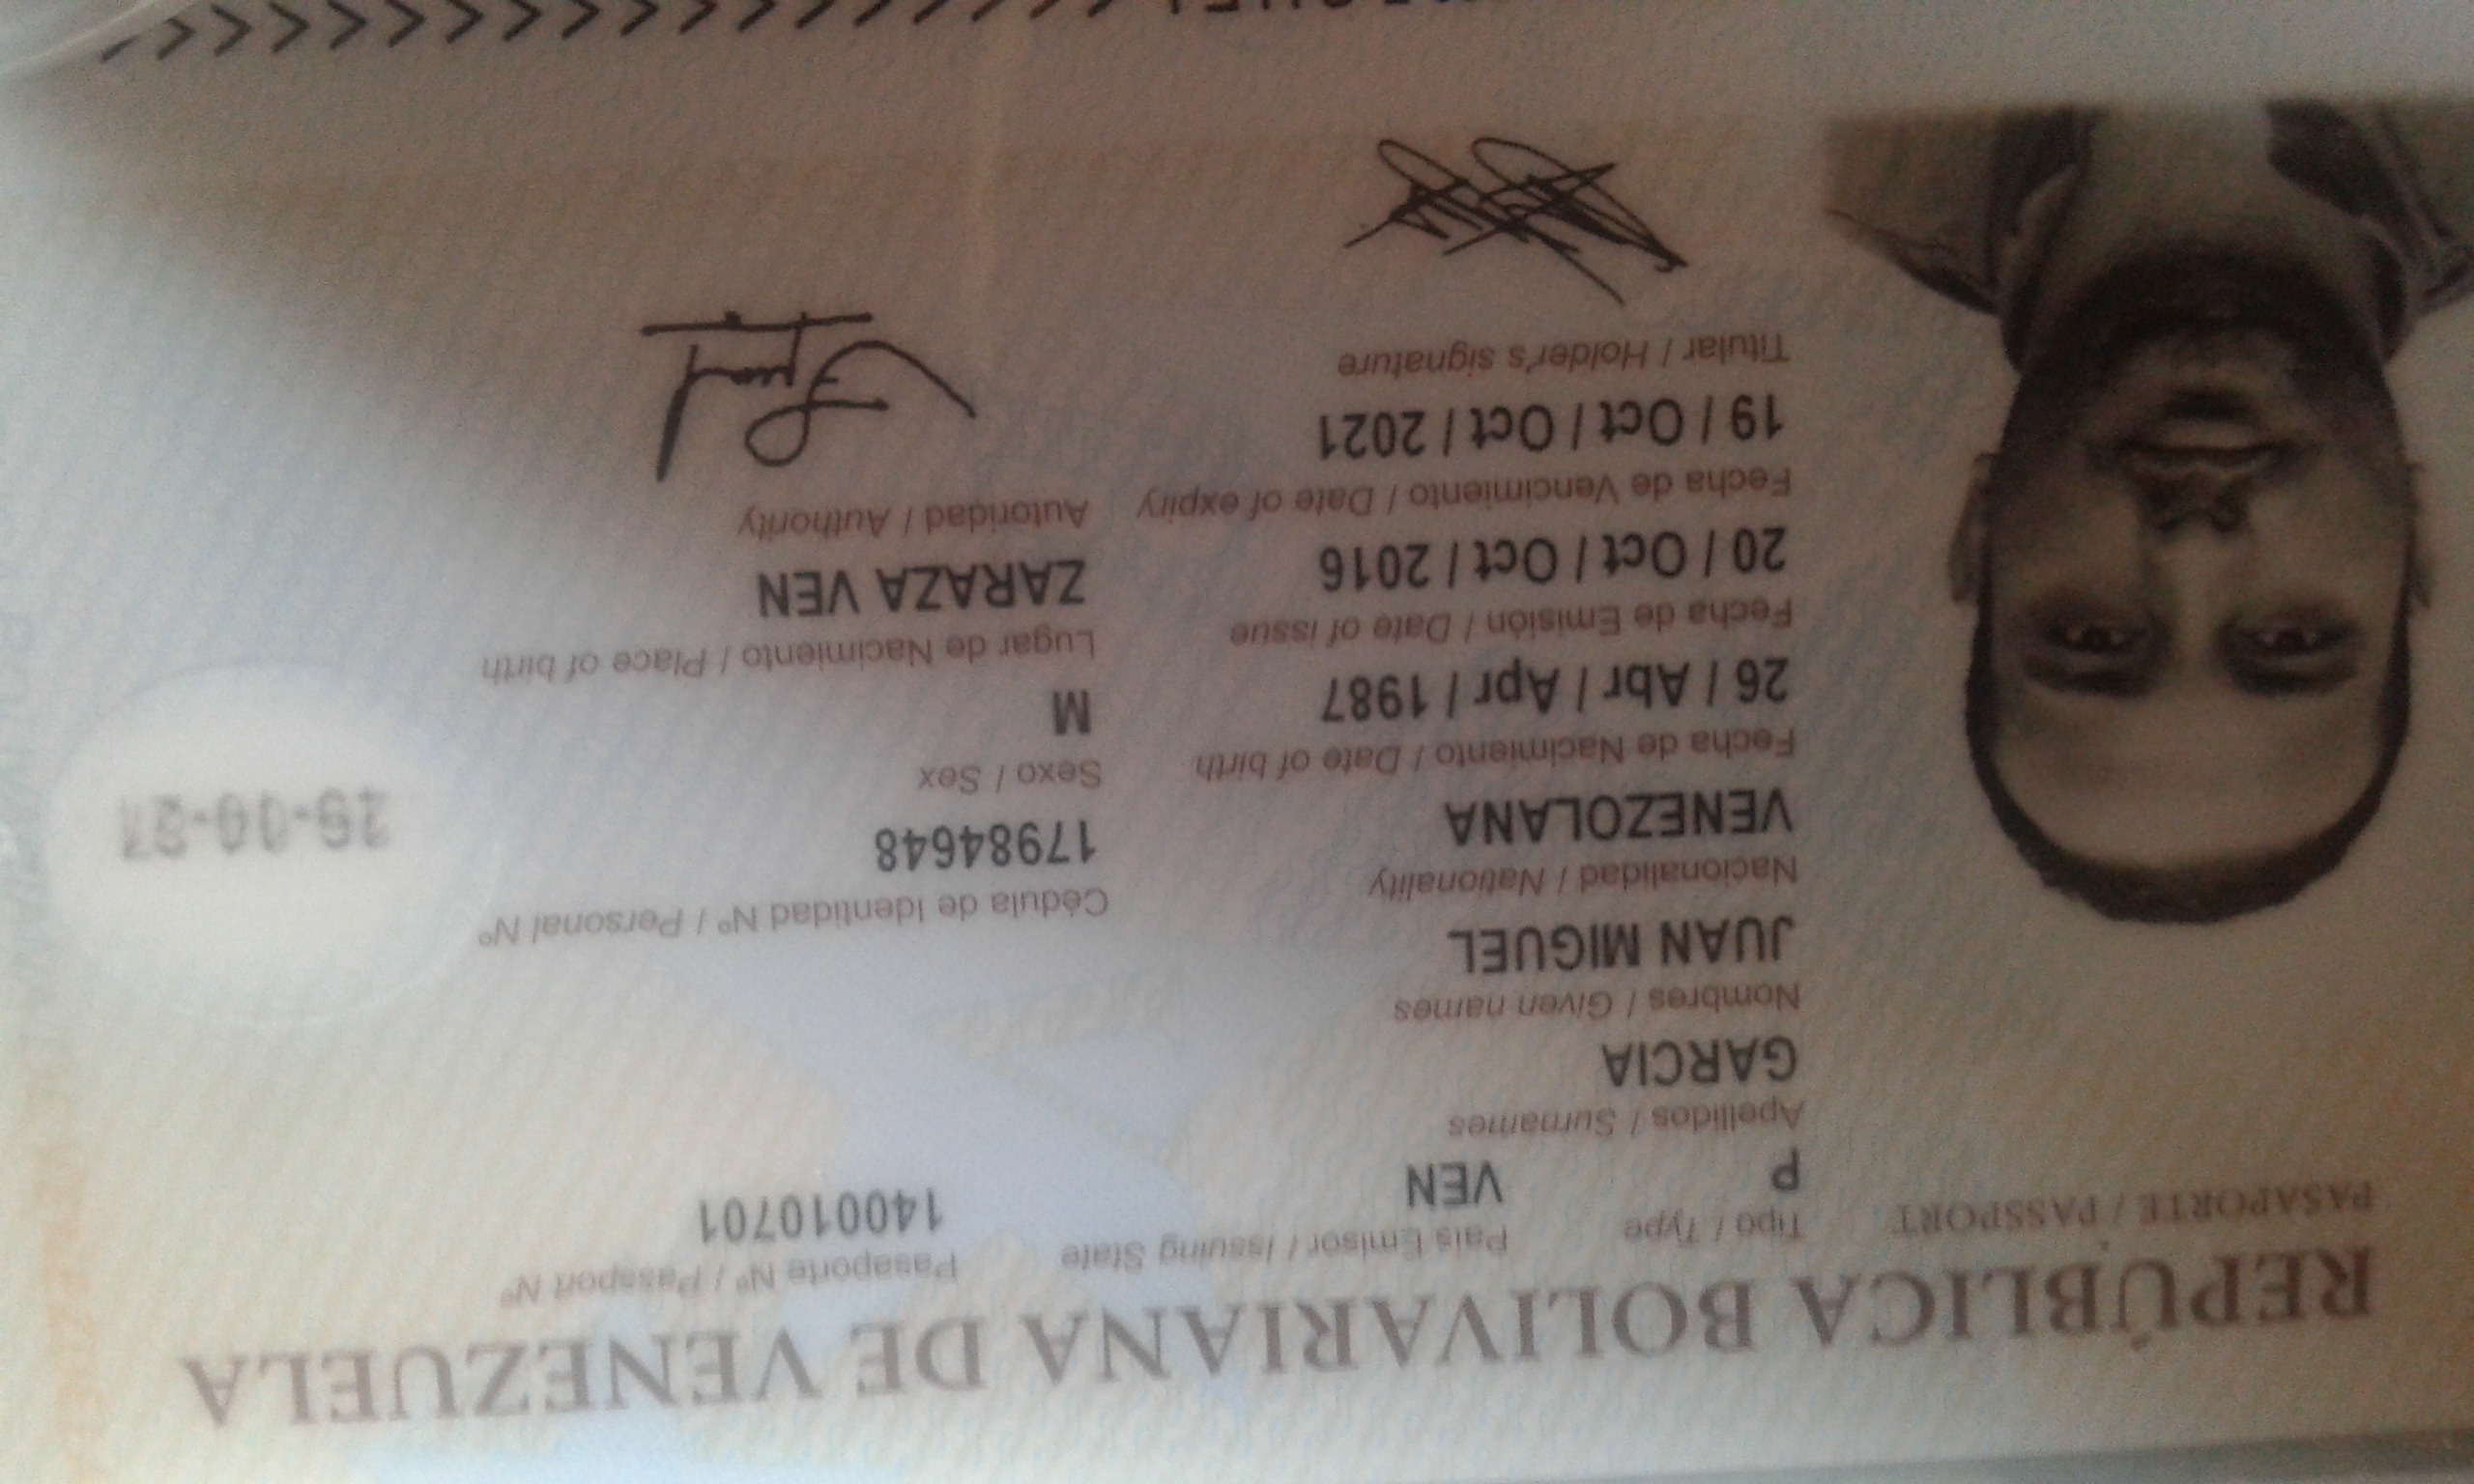 REPÚBLICA BOLIVARIANA DE VENEZUELA
PASAPORTE / PASSPORT
Tipo / Type
País Emisor / Issuing State
Pasaporte Nº / Passport Nº
P
VEN
140010701
Apellidos / Surnames
GARCIA
Nombres / Given names
JUAN MIGUEL
Nacionalidad / Nationality
Cédula de Identidad Nº / Personal Nº
VENEZOLANA
17984648
Fecha de Nacimiento / Date of birth
Sexo / Sex
26 / Abr / Apr / 1987
M
Fecha de Emisión / Date of issue
Lugar de Nacimiento / Place of birth
20 / Oct / Oct / 2016
ZARAZA VEN
Fecha de Vencimiento / Date of expiry
Autoridad / Authority
19 / Oct / Oct / 2021
Titular / Holder's signature